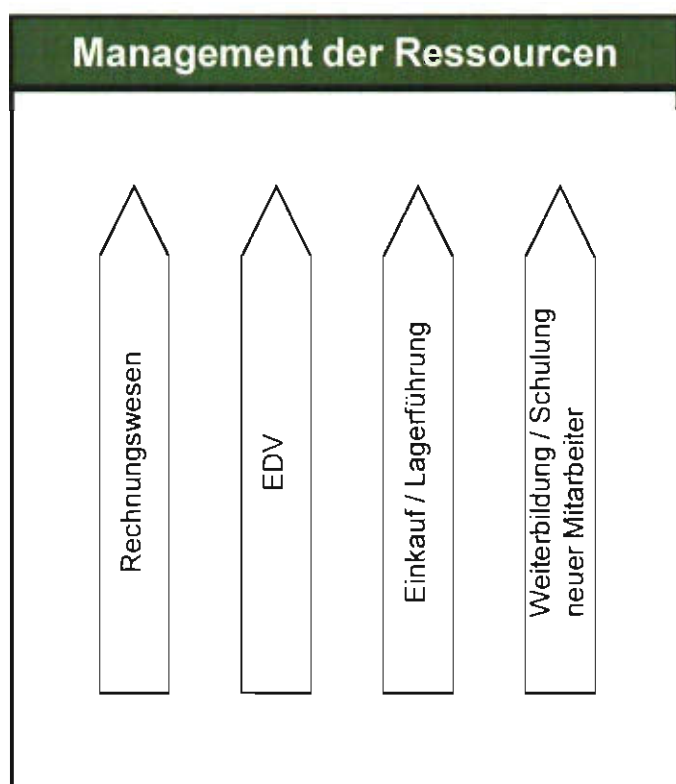 Management der Ressourcen
Rechnungswesen
EDV
Einkauf / Lagerführung
Weiterbildung / Schulung
neuer Mitarbeiter